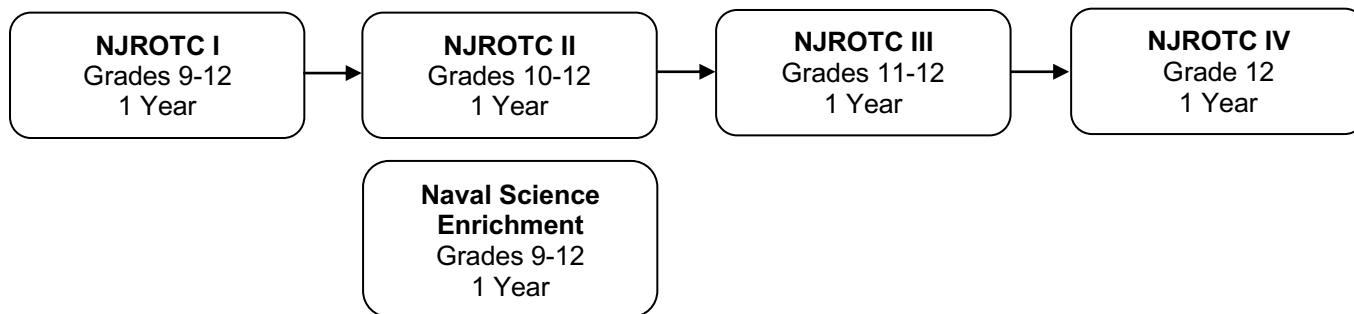 NJROTC I
Grades 9-12
1 Year
NJROTC II
Grades 10-12
1 Year
NJROTC III
Grades 11-12
1 Year
NJROTC IV
Grade 12
1 Year
Naval Science
Enrichment
Grades 9-12
1 Year